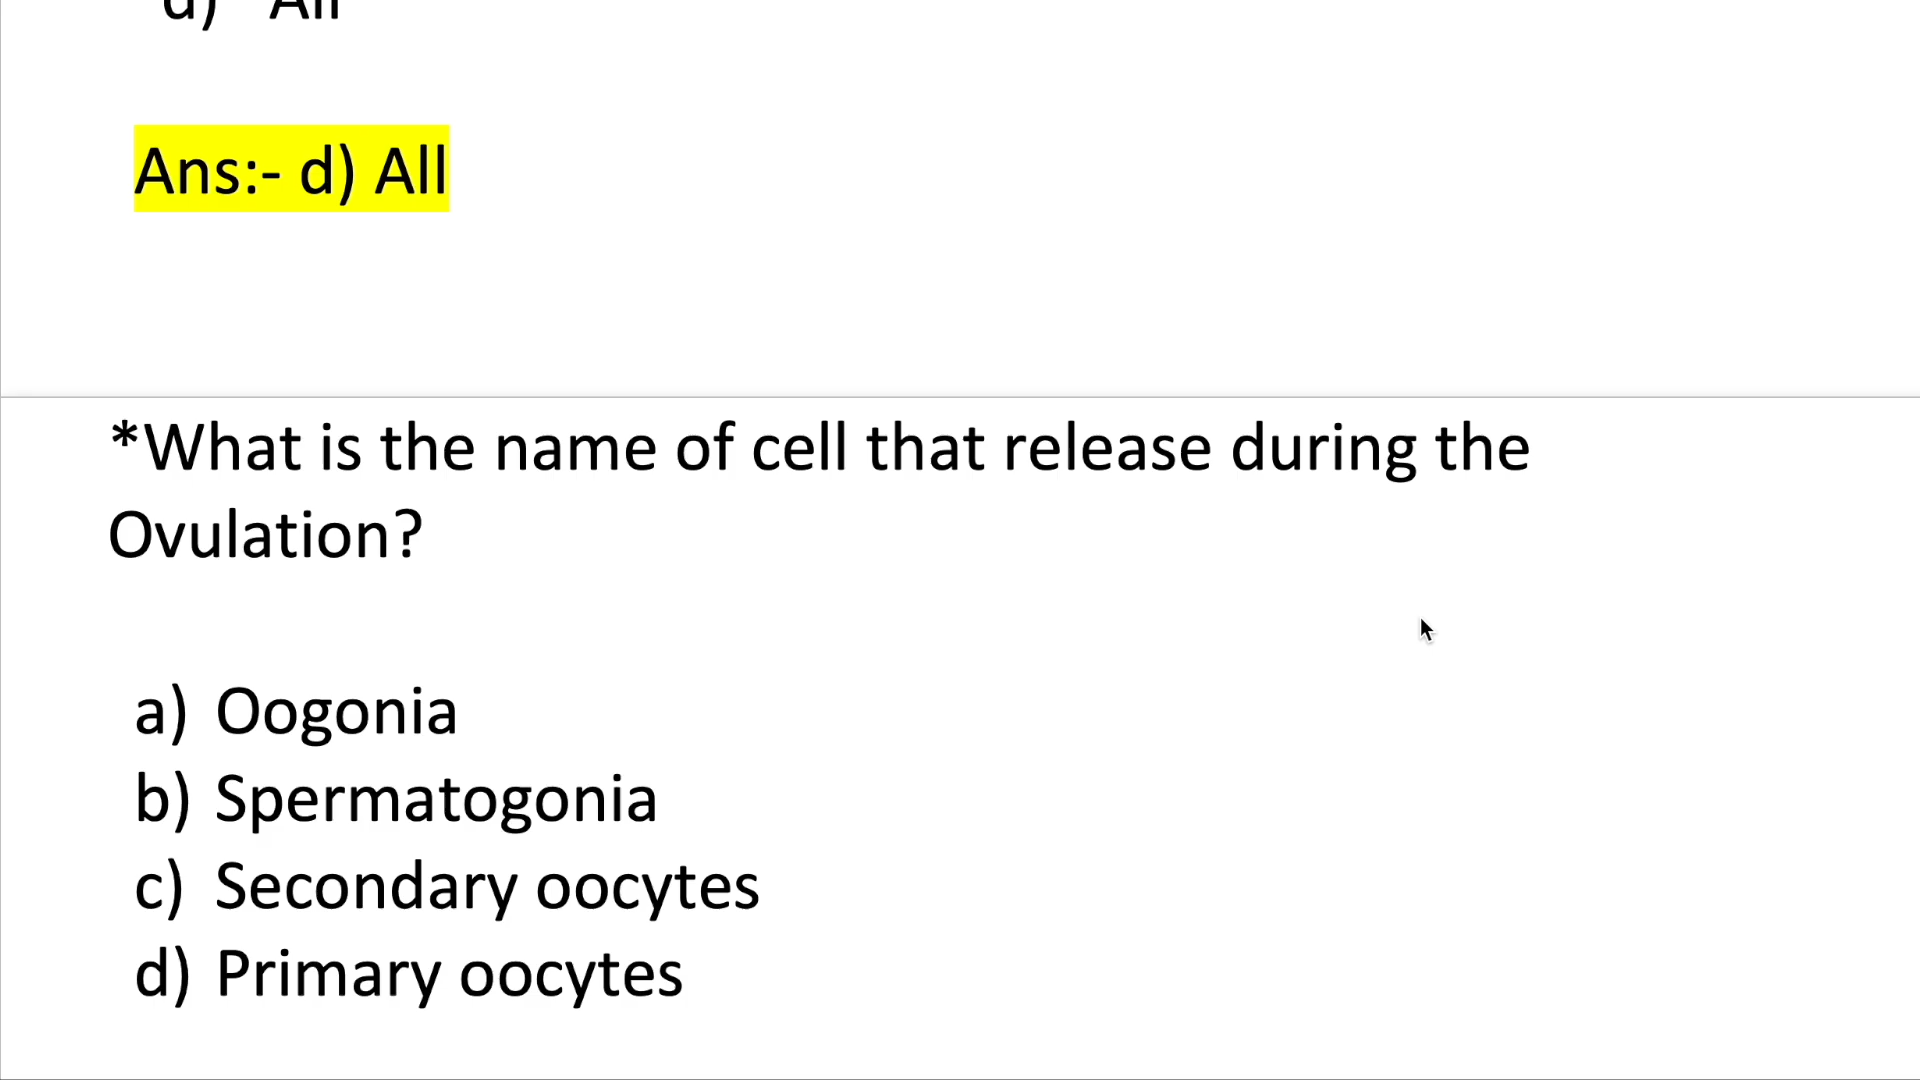 d) All
Ans:- d) All
*What is the name of cell that release during the
Ovulation?
a) Oogonia
b) Spermatogonia
c) Secondary oocytes
d) Primary oocytes